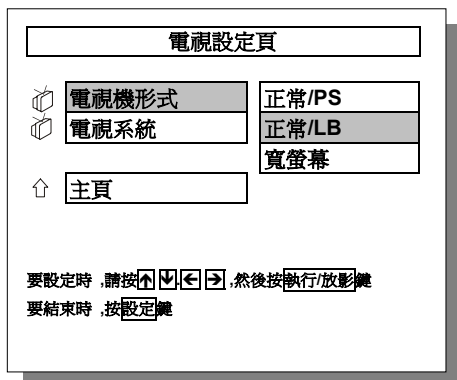 電視設定頁
電視機形式
電視系統
主頁
正常/PS
正常/LB
寬螢幕
要設定時 ,請按↑ ↓,← → ,然後按執行/放影鍵
要結束時 ,按設定鍵